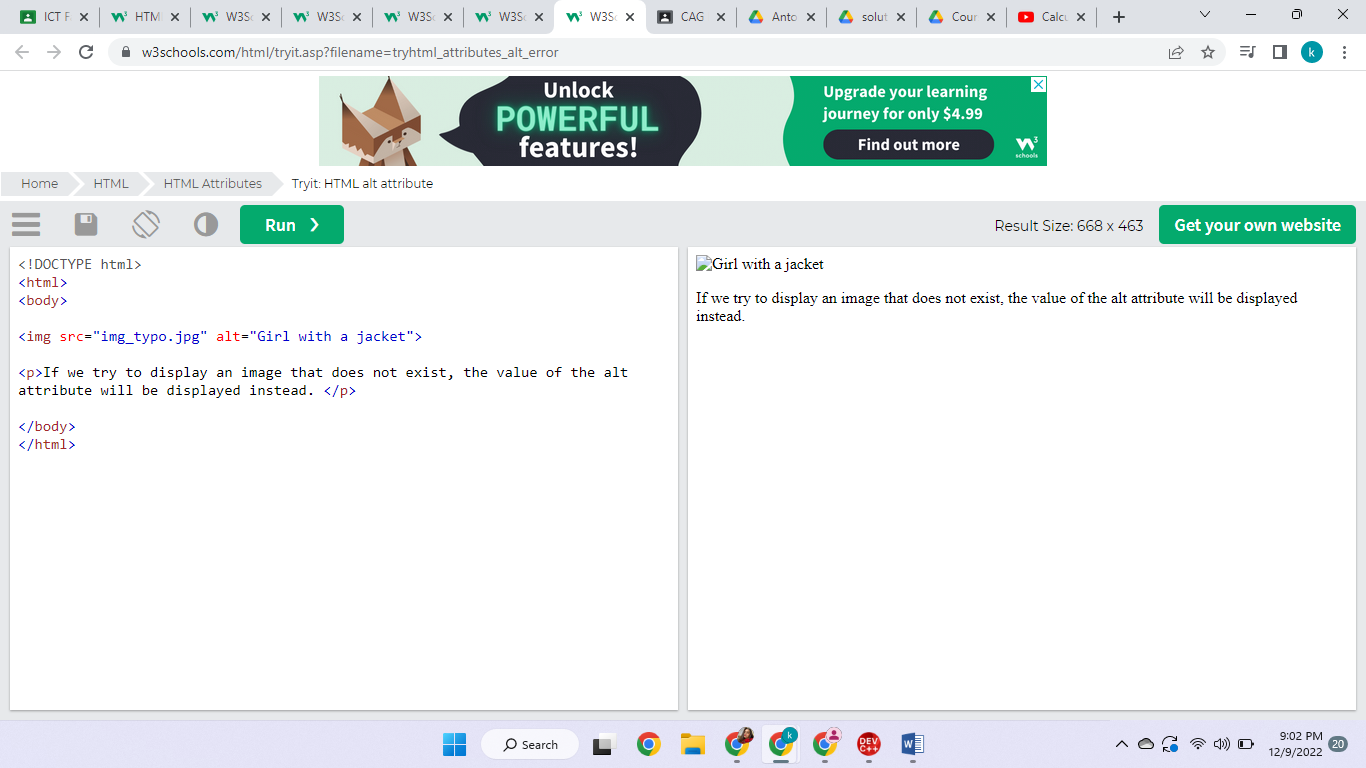 ICT F
HTM
W3Sc
W3Sc
W3Sc
W3Sc
W3Sc
CAG
Anto
solut
Cour
Calcu
w3schools.com/html/tryit.asp?filename=tryhtml_attributes_alt_error
k
Unlock
POWERFUL
features!
Upgrade your learning
journey for only $4.99
Find out more
w3
schools
Home
HTML
HTML Attributes
Tryit: HTML alt attribute
Run ❯
Result Size: 668 x 463
Get your own website
<!DOCTYPE html>
<html>
<body>
<img src="img_typo.jpg" alt="Girl with a jacket">
<p>If we try to display an image that does not exist, the value of the alt
attribute will be displayed instead. </p>
</body>
</html>
Girl with a jacket
If we try to display an image that does not exist, the value of the alt attribute will be displayed
instead.
Search
k
DEV
C++
W
9:02 PM
12/9/2022
20